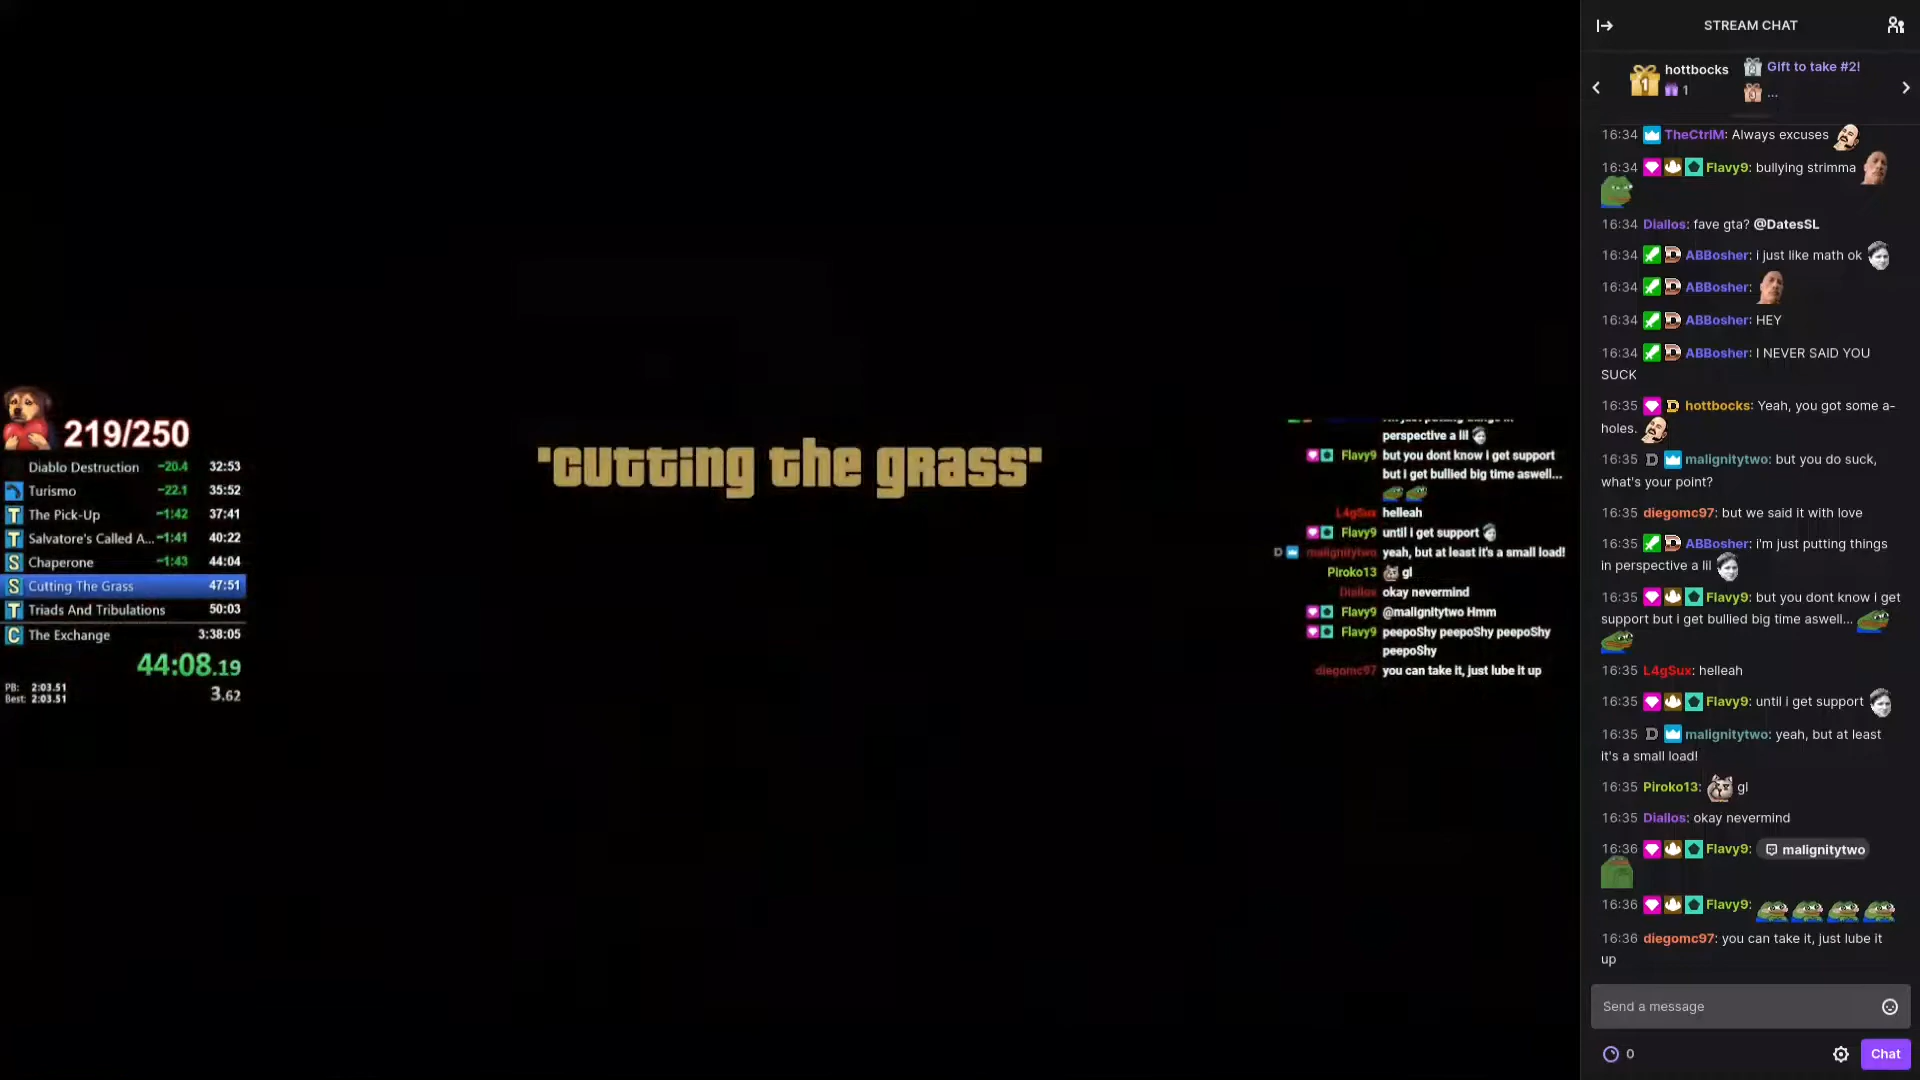 219/250
Diablo Destruction −20.4 32:53
Turismo −22.1 35:52
The Pick-Up −1:42 37:41
Salvatore's Called A... −1:41 40:22
Chaperone −1:43 44:04
Cutting The Grass 47:51
Triads And Tribulations 50:03
The Exchange 3:38:05
44:08.19
PB: 2:03.51
Best: 2:03.51
3.62
"cutting the grass"
perspective a lil
Flavy9 but you dont know i get support
but i get bullied big time aswell...
L4gSux helleah
Flavy9 until i get support
malignitytwo yeah, but at least it's a small load!
Piroko13 gl
Diallos okay nevermind
Flavy9 @malignitytwo Hmm
Flavy9 peepoShy peepoShy peepoShy
peepoShy
diegomc97 you can take it, just lube it up
STREAM CHAT
1 hottbocks
1
Gift to take #2!
...
16:34 TheCtrlM: Always excuses
16:34 Flavy9: bullying strimma
16:34 Diallos: fave gta? @DatesSL
16:34 ABBosher: i just like math ok
16:34 ABBosher:
16:34 ABBosher: HEY
16:34 ABBosher: I NEVER SAID YOU
SUCK
16:35 hottbocks: Yeah, you got some a-
holes.
16:35 malignitytwo: but you do suck,
what's your point?
16:35 diegomc97: but we said it with love
16:35 ABBosher: i'm just putting things
in perspective a lil
16:35 Flavy9: but you dont know i get
support but i get bullied big time aswell...
16:35 L4gSux: helleah
16:35 Flavy9: until i get support
16:35 malignitytwo: yeah, but at least
it's a small load!
16:35 Piroko13: gl
16:35 Diallos: okay nevermind
16:36 Flavy9: malignitytwo
16:36 Flavy9:
16:36 diegomc97: you can take it, just lube it
up
Send a message
0
Chat